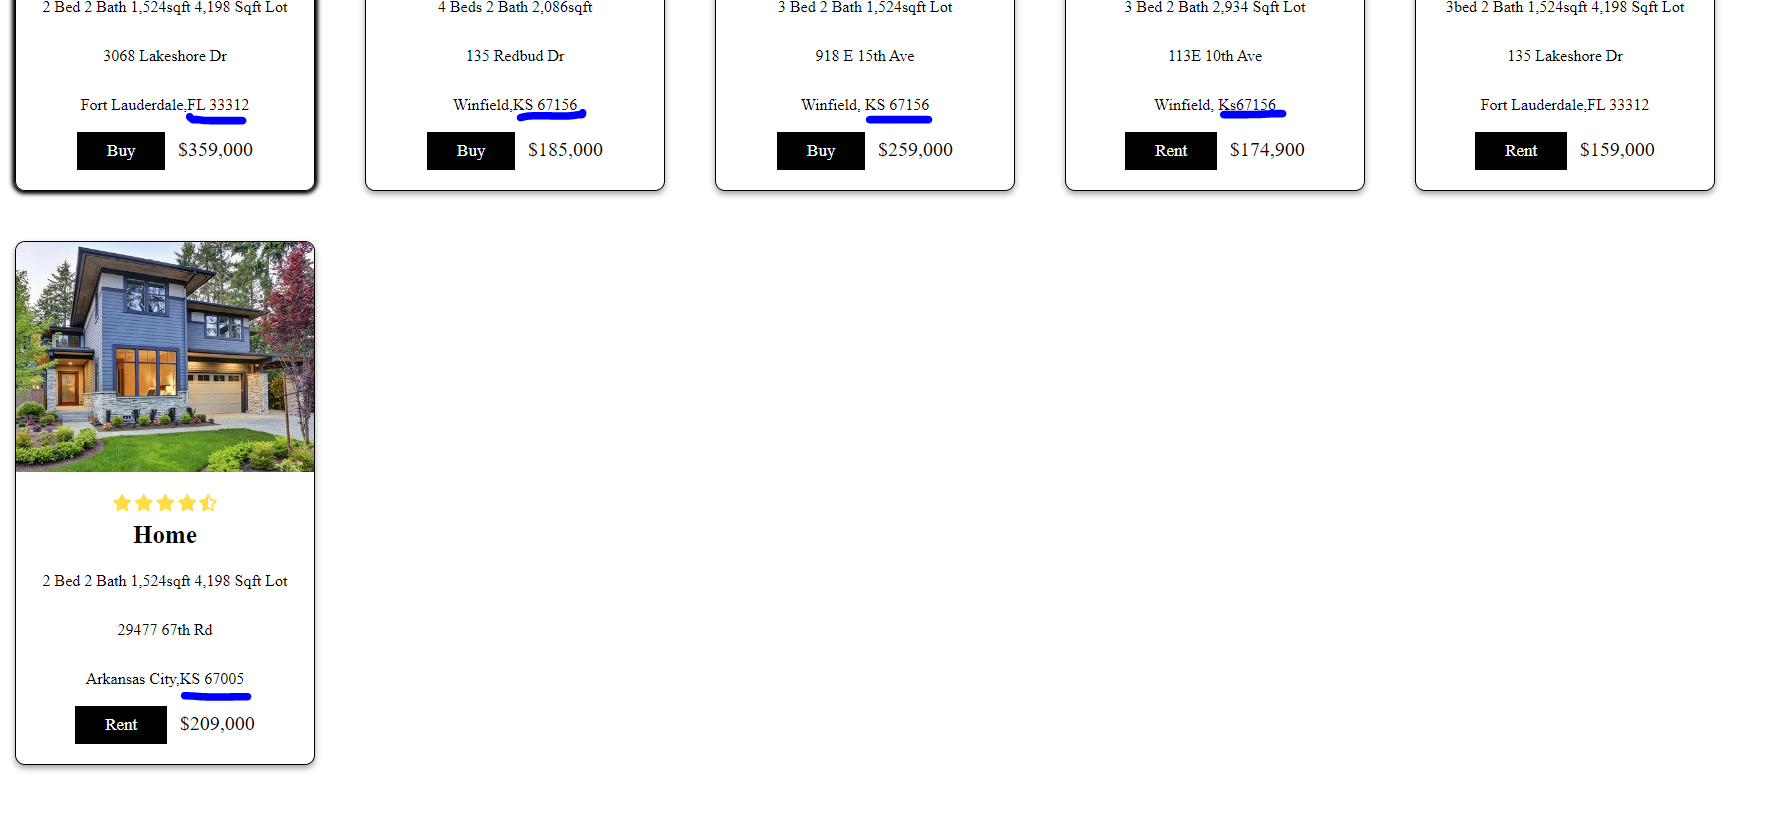 2 Bed 2 Bath 1,524sqft 4,198 Sqft Lot
3068 Lakeshore Dr
Fort Lauderdale,FL 33312
Buy $359,000
4 Beds 2 Bath 2,086sqft
135 Redbud Dr
Winfield,KS 67156
Buy $185,000
3 Bed 2 Bath 1,524sqft Lot
918 E 15th Ave
Winfield, KS 67156
Buy $259,000
3 Bed 2 Bath 2,934 Sqft Lot
113E 10th Ave
Winfield, Ks67156
Rent $174,900
3bed 2 Bath 1,524sqft 4,198 Sqft Lot
135 Lakeshore Dr
Fort Lauderdale,FL 33312
Rent $159,000
Home
2 Bed 2 Bath 1,524sqft 4,198 Sqft Lot
29477 67th Rd
Arkansas City,KS 67005
Rent $209,000